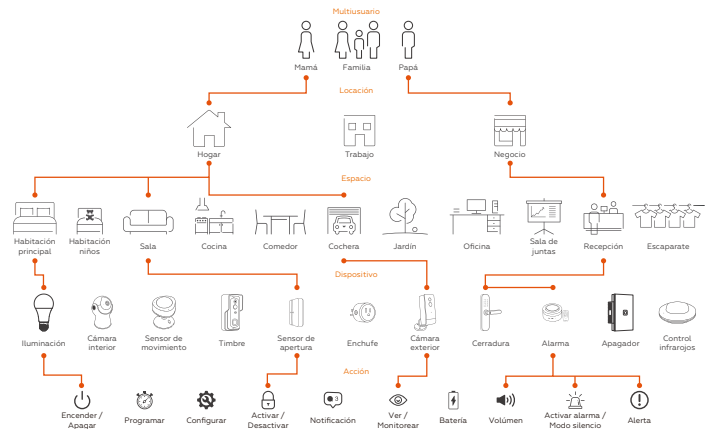 Multiusuario
Mamá
Familia
Papá
Locación
Hogar
Trabajo
Negocio
Espacio
Habitación
principal
Habitación
niños
Sala
Cocina
Comedor
Cochera
Jardín
Oficina
Sala de
juntas
Recepción
Escaparate
Dispositivo
Iluminación
Cámara
interior
Sensor de
movimiento
Timbre
Sensor de
apertura
Enchufe
Cámara
exterior
Cerradura
Alarma
Apagador
Control
infrarojos
Acción
3
Encender /
Apagar
Programar
Configurar
Activar /
Desactivar
Notificación
Ver /
Monitorear
Batería
Volúmen
Activar alarma /
Modo silencio
Alerta